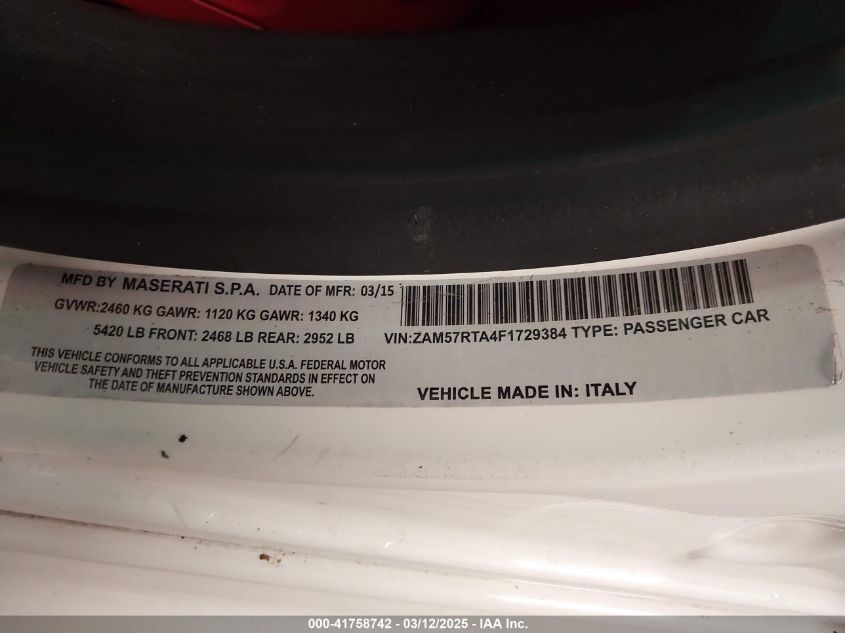 MFD BY MASERATI S.P.A. DATE OF MFR: 03/15
GVWR:2460 KG GAWR: 1120 KG GAWR: 1340 KG
5420 LB FRONT: 2468 LB REAR: 2952 LB
VIN:ZAM57RTA4F1729384 TYPE: PASSENGER CAR
THIS VEHICLE CONFORMS TO ALL APPLICABLE U.S.A. FEDERAL MOTOR
VEHICLE SAFETY AND THEFT PREVENTION STANDARDS IN EFFECT ON
THE DATE OF MANUFACTURE SHOWN ABOVE.
VEHICLE MADE IN: ITALY
000-41758742 - 03/12/2025 - IAA Inc.